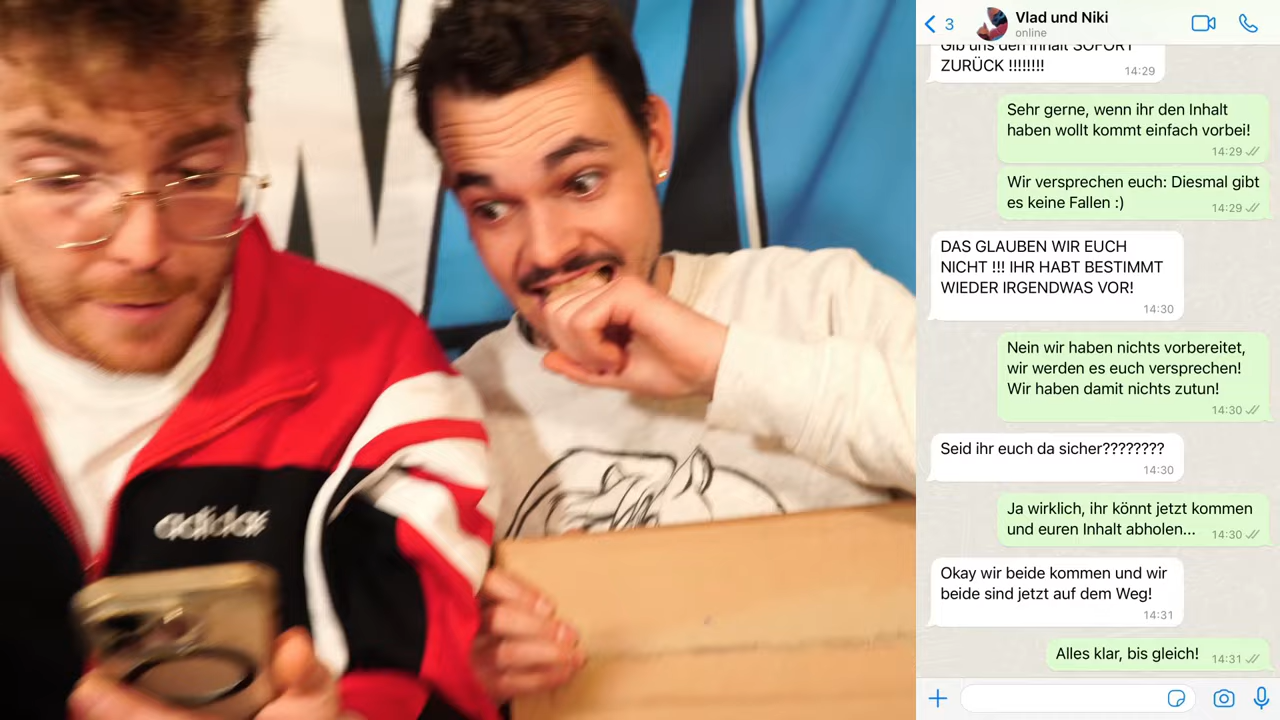 adidas
3
Vlad und Niki
online
Gib uns den Inhalt SOFORT
ZURÜCK !!!!!!!!
14:29
Sehr gerne, wenn ihr den Inhalt
haben wollt kommt einfach vorbei!
14:29
Wir versprechen euch: Diesmal gibt
es keine Fallen :)
14:29
DAS GLAUBEN WIR EUCH
NICHT !!! IHR HABT BESTIMMT
WIEDER IRGENDWAS VOR!
14:30
Nein wir haben nichts vorbereitet,
wir werden es euch versprechen!
Wir haben damit nichts zutun!
14:30
Seid ihr euch da sicher????????
14:30
Ja wirklich, ihr könnt jetzt kommen
und euren Inhalt abholen...
14:30
Okay wir beide kommen und wir
beide sind jetzt auf dem Weg!
14:31
Alles klar, bis gleich!
14:31